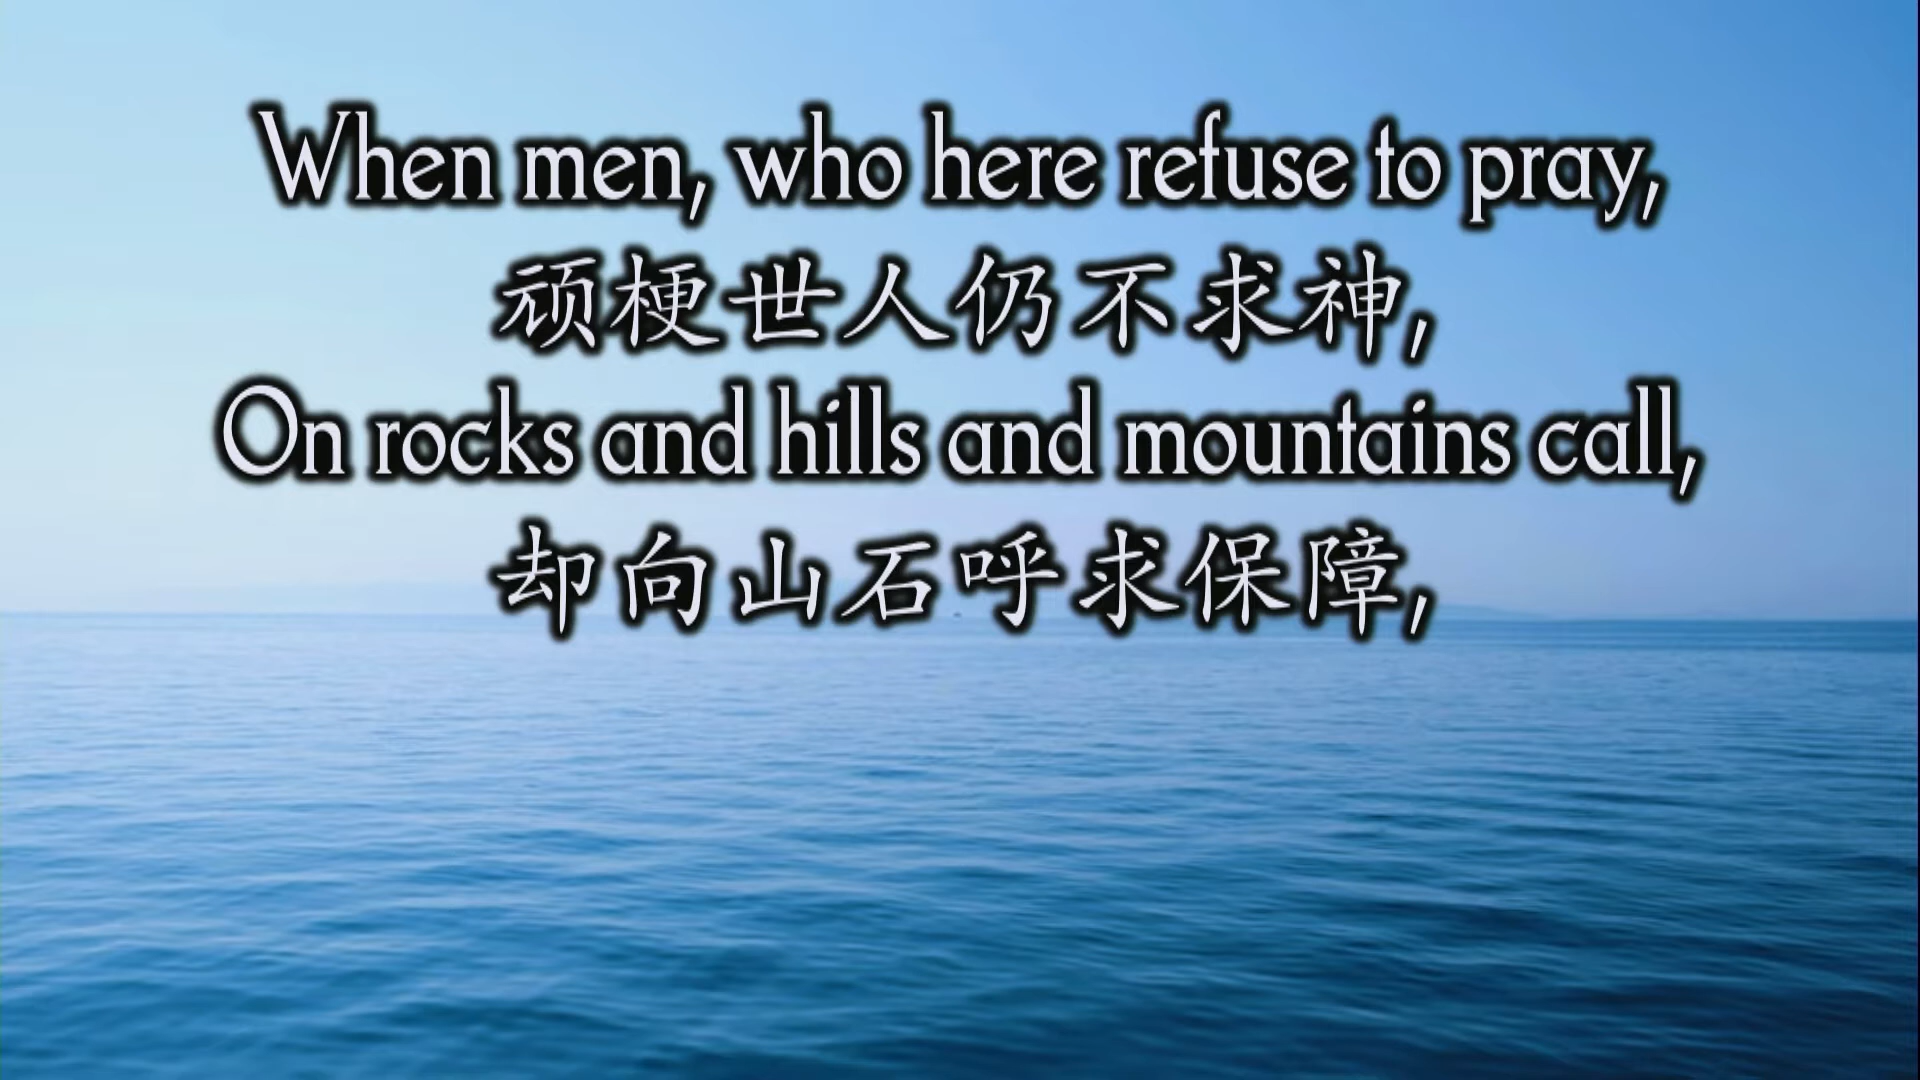 When men, who here refuse to pray,
顽梗世人仍不求神,
On rocks and hills and mountains call,
却向山石呼求保障,